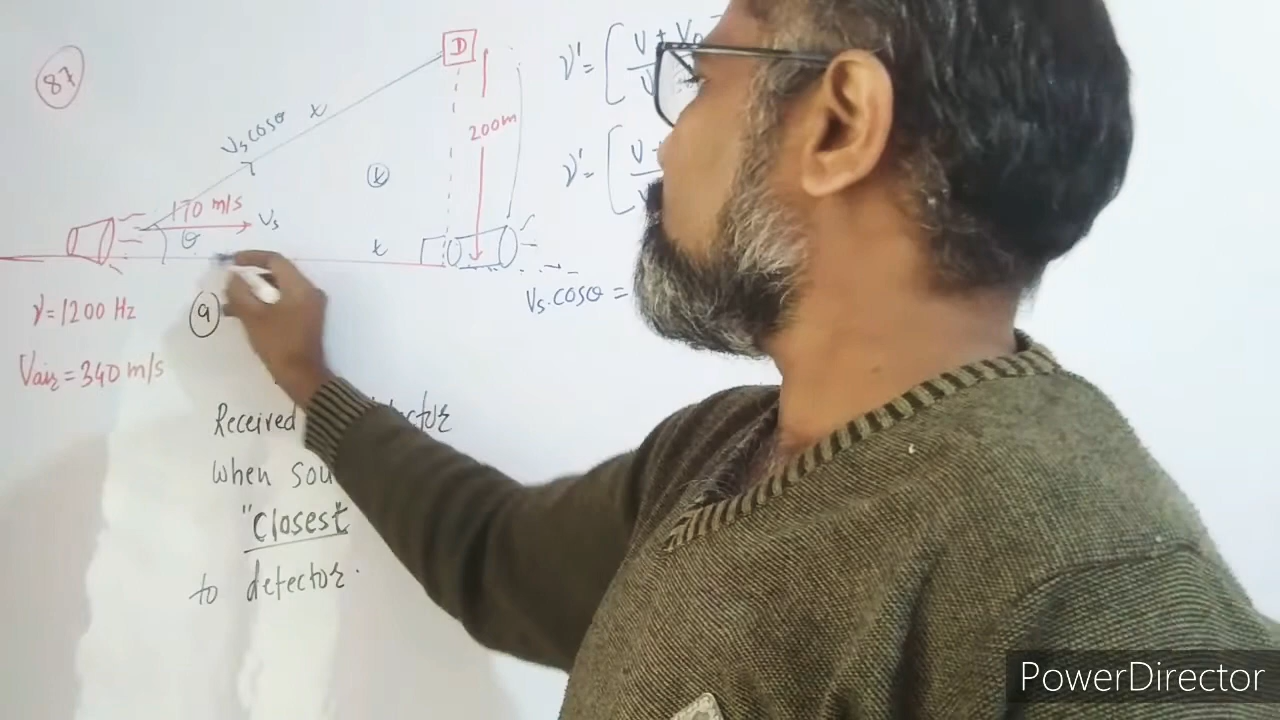 87
D
200m
Vs cosθ
t
t
170 m/s
Vs
θ
t
ν' =
ν' =
Vs.cosθ =
ν = 1200 Hz
Vair = 340 m/s
a
Received
when
"Closest
to detector.
PowerDirector